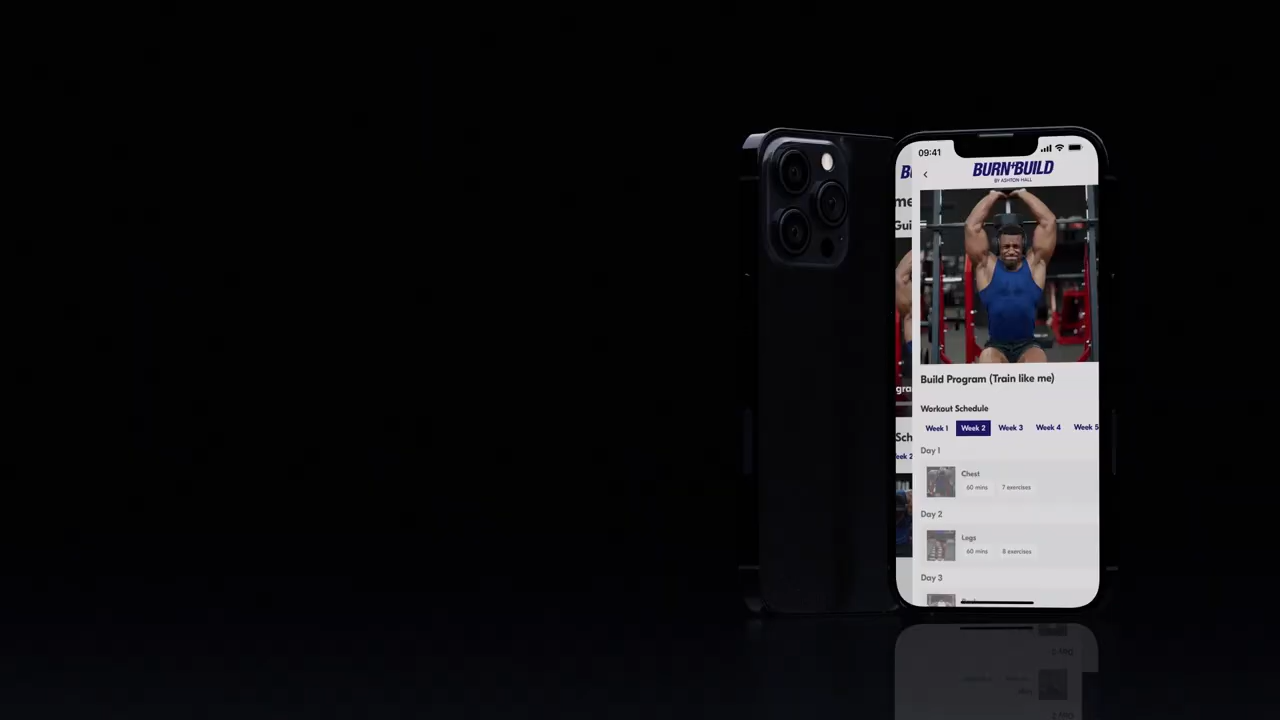 09:41
BURN+BUILD
BY ASHTON HALL
Build Program (Train like me)
Workout Schedule
Week 1 Week 2 Week 3 Week 4 Week 5
Day 1
Chest
60 mins 7 exercises
Day 2
Legs
60 mins 8 exercises
Day 3